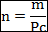 n = m
Pc